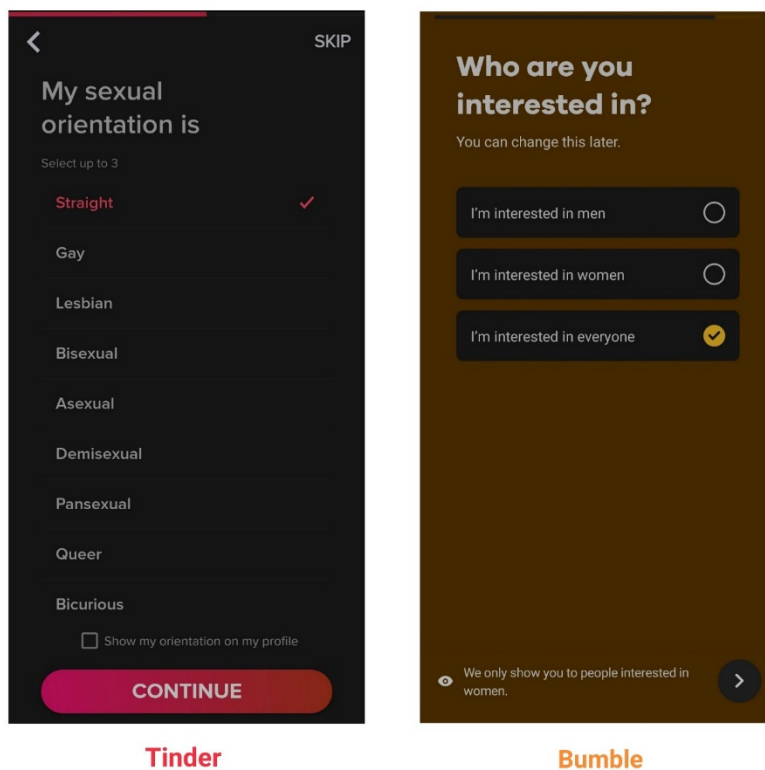 SKIP
My sexual
orientation is
Select up to 3
Straight
Gay
Lesbian
Bisexual
Asexual
Demisexual
Pansexual
Queer
Bicurious
Show my orientation on my profile
CONTINUE
Tinder
Who are you
interested in?
You can change this later.
I'm interested in men
I'm interested in women
I'm interested in everyone
We only show you to people interested in
women.
Bumble